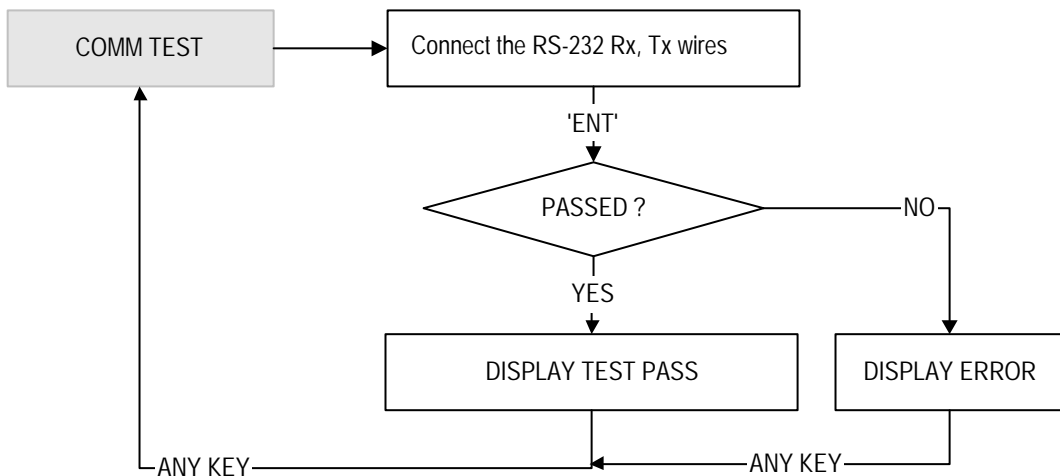 COMM TEST
Connect the RS-232 Rx, Tx wires
'ENT'
PASSED ?
NO
YES
DISPLAY TEST PASS
DISPLAY ERROR
ANY KEY
ANY KEY